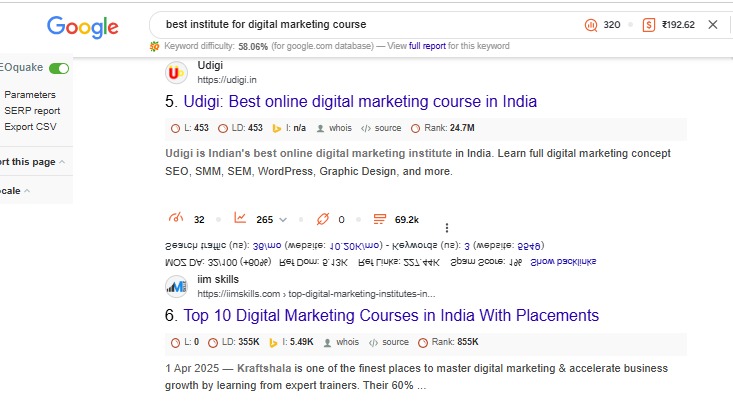 Google
best institute for digital marketing course
320
₹192.62
Keyword difficulty: 58.06% (for google.com database) — View full report for this keyword
EOquake
Parameters
SERP report
Export CSV
ort this page
cale
Udigi
https://udigi.in
5. Udigi: Best online digital marketing course in India
L: 453 LD: 453 I: n/a whois source Rank: 24.7M
Udigi is Indian's best online digital marketing institute in India. Learn full digital marketing concept
SEO, SMM, SEM, WordPress, Graphic Design, and more.
32 265 0 69.2k
Search traffic (us): 36/mo (website: 10.20K/mo) - Keywords (us): 3 (website: 5549)
MOZ DA: 32/100 (+60%) Ref Dom: 5.13K Ref Links: 227.44K Spam Score: 1% Show backlinks
iim skills
https://iimskills.com › top-digital-marketing-institutes-in...
6. Top 10 Digital Marketing Courses in India With Placements
L: 0 LD: 355K I: 5.49K whois source Rank: 855K
1 Apr 2025 — Kraftshala is one of the finest places to master digital marketing & accelerate business
growth by learning from expert trainers. Their 60% ...